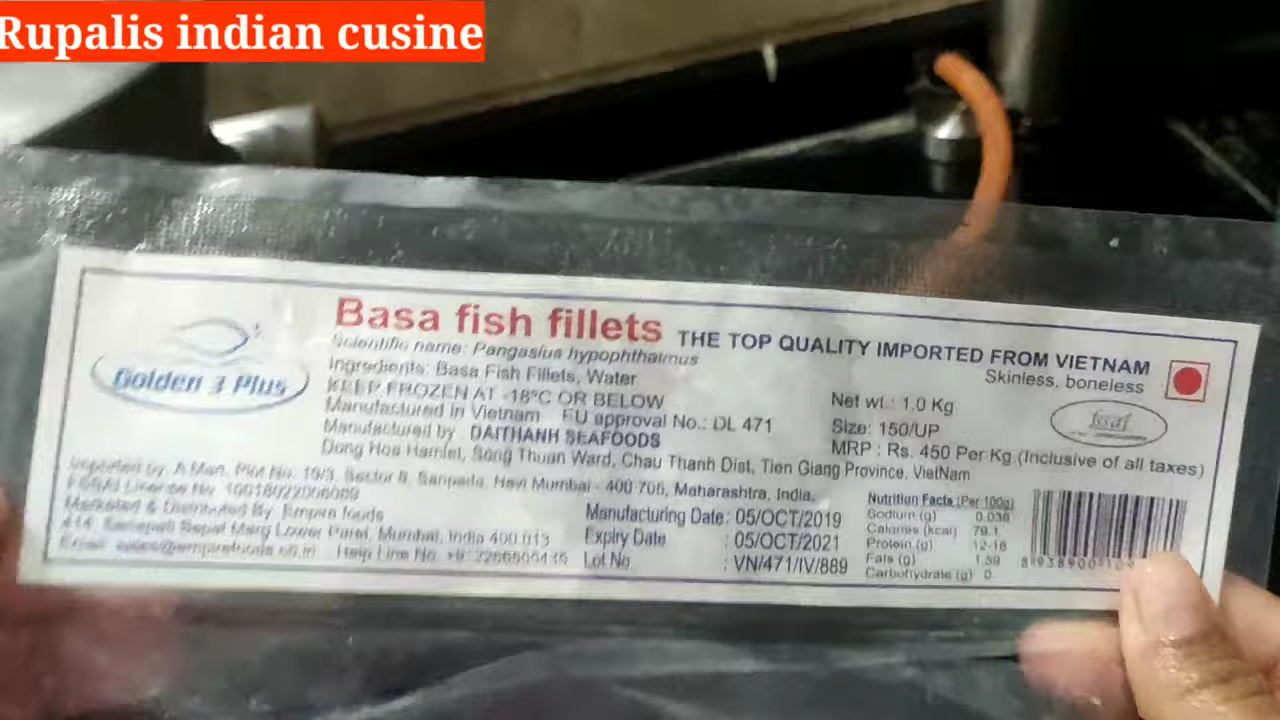 Rupalis indian cusine
Basa fish fillets THE TOP QUALITY IMPORTED FROM VIETNAM
Scientific name: Pangasius hypophthalmus
Skinless, boneless
Golden 3 Plus
Ingredients: Basa Fish Fillets, Water
KEEP FROZEN AT -18°C OR BELOW
Net wt.: 1.0 Kg
fssai
Manufactured in Vietnam EU approval No.: DL 471
Size: 150/UP
Manufactured by DAITHANH SEAFOODS
MRP : Rs. 450 Per Kg (Inclusive of all taxes)
Dong Hoa Hamlet, Song Thuan Ward, Chau Thanh Dist, Tien Giang Province, VietNam
Imported by: A Mart, Plot No. 19/3, Sector 8, Sanpada, Navi Mumbai - 400 705, Maharashtra, India.
FSSAI License No.
Marketed & Distributed By Empire foods
414, Senapati Bapat Marg Lower Parel, Mumbai, India 400 013
Help Line No.
Manufacturing Date : 05/OCT/2019
Expiry Date : 05/OCT/2021
Lot No : VN/471/IV/889
Nutrition Facts (Per 100g)
Sodium (g) 0.038
Calories (kcal) 79.1
Protein (g) 12-18
Fats (g) 1.59
Carbohydrate (g) 0
8 938900